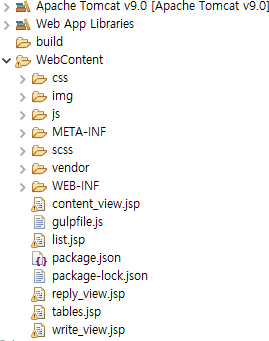 Apache Tomcat v9.0 [Apache Tomcat v9.0]
Web App Libraries
build
WebContent
css
img
js
META-INF
scss
vendor
WEB-INF
content_view.jsp
gulpfile.js
list.jsp
package.json
package-lock.json
reply_view.jsp
tables.jsp
write_view.jsp